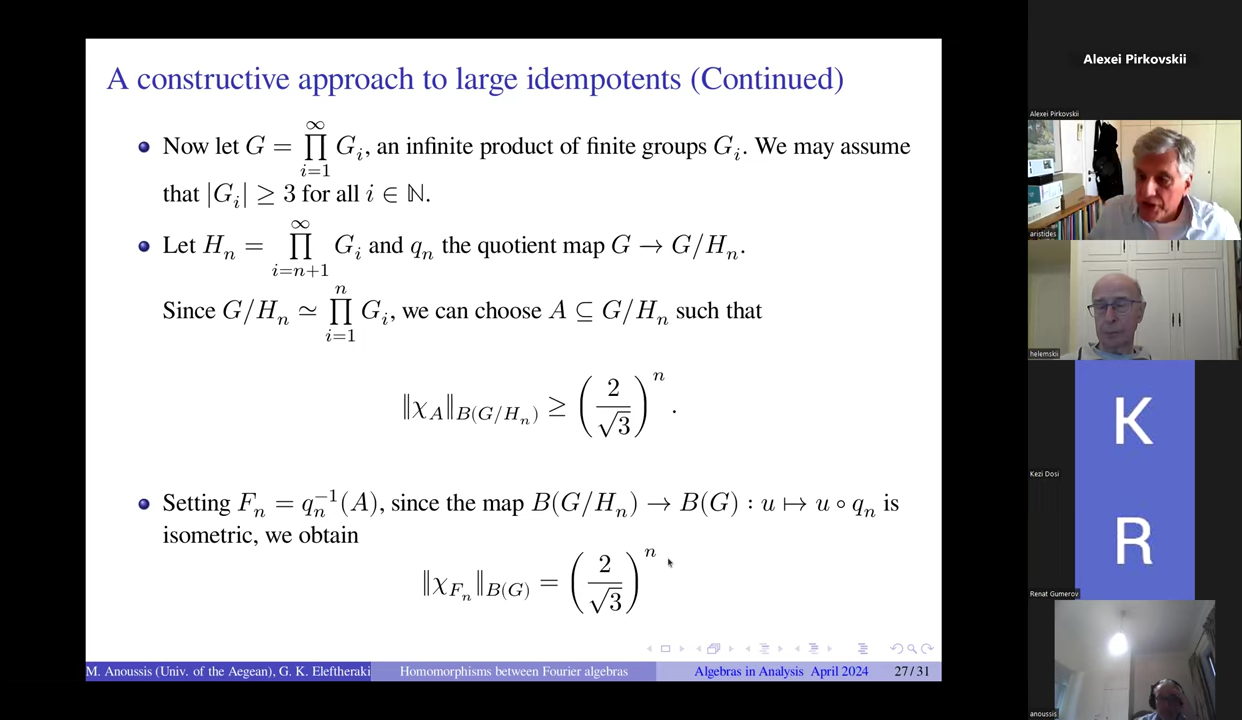 A constructive approach to large idempotents (Continued)
Now let G = ∏_{i=1}^{∞} G_i, an infinite product of finite groups G_i. We may assume
that |G_i| ≥ 3 for all i ∈ ℕ.
Let H_n = ∏_{i=n+1}^{∞} G_i and q_n the quotient map G → G/H_n.
Since G/H_n ≃ ∏_{i=1}^{n} G_i, we can choose A ⊆ G/H_n such that
‖χ_A‖_{B(G/H_n)} ≥ (2/√3)^n.
Setting F_n = q_n^{-1}(A), since the map B(G/H_n) → B(G) : u ↦ u ∘ q_n is
isometric, we obtain
‖χ_{F_n}‖_{B(G)} = (2/√3)^n
M. Anoussis (Univ. of the Aegean), G. K. Eleftheraki
Homomorphisms between Fourier algebras
Algebras in Analysis April 2024
27/31
Alexei Pirkovskii
Alexei Pirkovskii
aristides
helemskii
K
Kezi Dosi
R
Renat Gumerov
anoussis